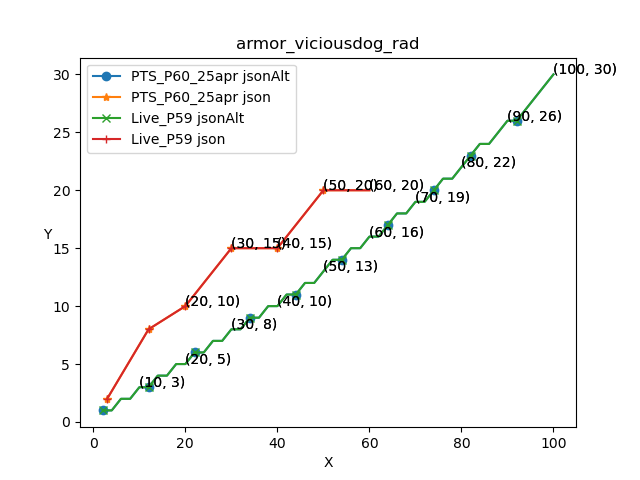 armor_viciousdog_rad
PTS_P60_25apr jsonAlt
PTS_P60_25apr json
Live_P59 jsonAlt
Live_P59 json
(100, 30)
(90, 26)
(80, 22)
(50, 20)
(60, 20)
(70, 19)
(60, 16)
(30, 15)
(40, 15)
(50, 13)
(20, 10)
(40, 10)
(30, 8)
(20, 5)
(10, 3)
30
25
20
15
10
5
0
Y
0 20 40 60 80 100
X